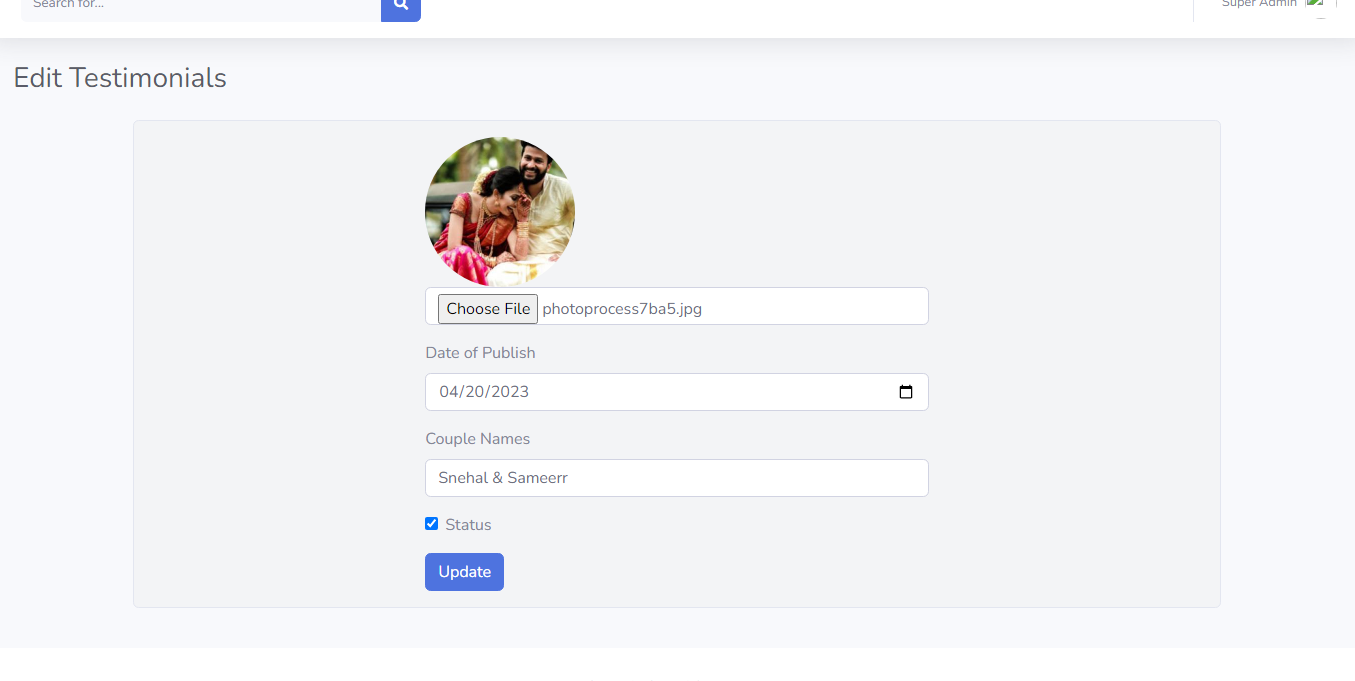 Search for...
Super Admin
Edit Testimonials
Choose File photoprocess7ba5.jpg
Date of Publish
04/20/2023
Couple Names
Snehal & Sameerr
Status
Update